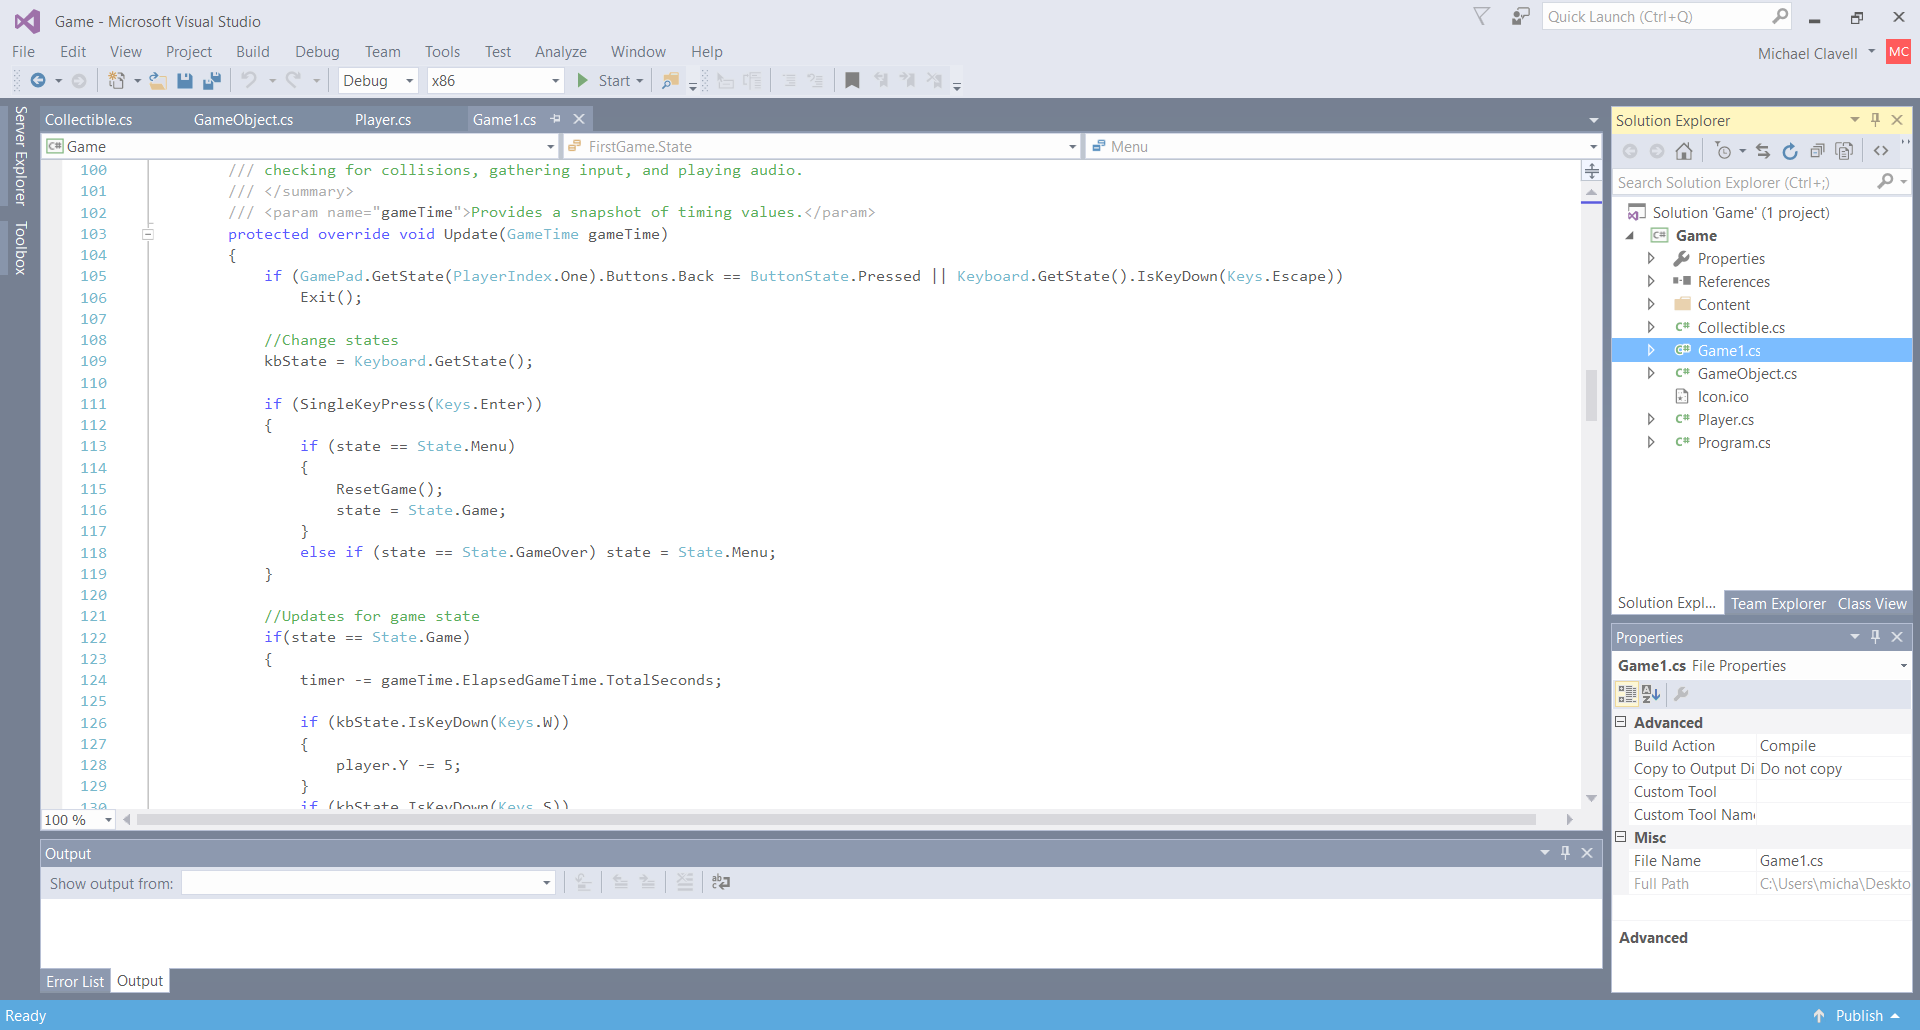 Game - Microsoft Visual Studio
Quick Launch (Ctrl+Q)
File Edit View Project Build Debug Team Tools Test Analyze Window Help
Michael Clavell MC
Debug x86 Start
Server Explorer
Toolbox
Collectible.cs GameObject.cs Player.cs Game1.cs
Game FirstGame.State Menu
100 /// checking for collisions, gathering input, and playing audio.
101 /// </summary>
102 /// <param name="gameTime">Provides a snapshot of timing values.</param>
103 protected override void Update(GameTime gameTime)
104 {
105 if (GamePad.GetState(PlayerIndex.One).Buttons.Back == ButtonState.Pressed || Keyboard.GetState().IsKeyDown(Keys.Escape))
106 Exit();
107
108 //Change states
109 kbState = Keyboard.GetState();
110
111 if (SingleKeyPress(Keys.Enter))
112 {
113 if (state == State.Menu)
114 {
115 ResetGame();
116 state = State.Game;
117 }
118 else if (state == State.GameOver) state = State.Menu;
119 }
120
121 //Updates for game state
122 if(state == State.Game)
123 {
124 timer -= gameTime.ElapsedGameTime.TotalSeconds;
125
126 if (kbState.IsKeyDown(Keys.W))
127 {
128 player.Y -= 5;
129 }
130 if (kbState.IsKeyDown(Keys.S))
100 %
Output
Show output from:
Error List Output
Solution Explorer
Search Solution Explorer (Ctrl+;)
Solution 'Game' (1 project)
C# Game
Properties
References
Content
C# Collectible.cs
C# Game1.cs
C# GameObject.cs
Icon.ico
C# Player.cs
C# Program.cs
Solution Expl... Team Explorer Class View
Properties
Game1.cs File Properties
Advanced
Build Action Compile
Copy to Output Di Do not copy
Custom Tool
Custom Tool Name
Misc
File Name Game1.cs
Full Path C:\Users\micha\Deskto
Advanced
Ready
Publish